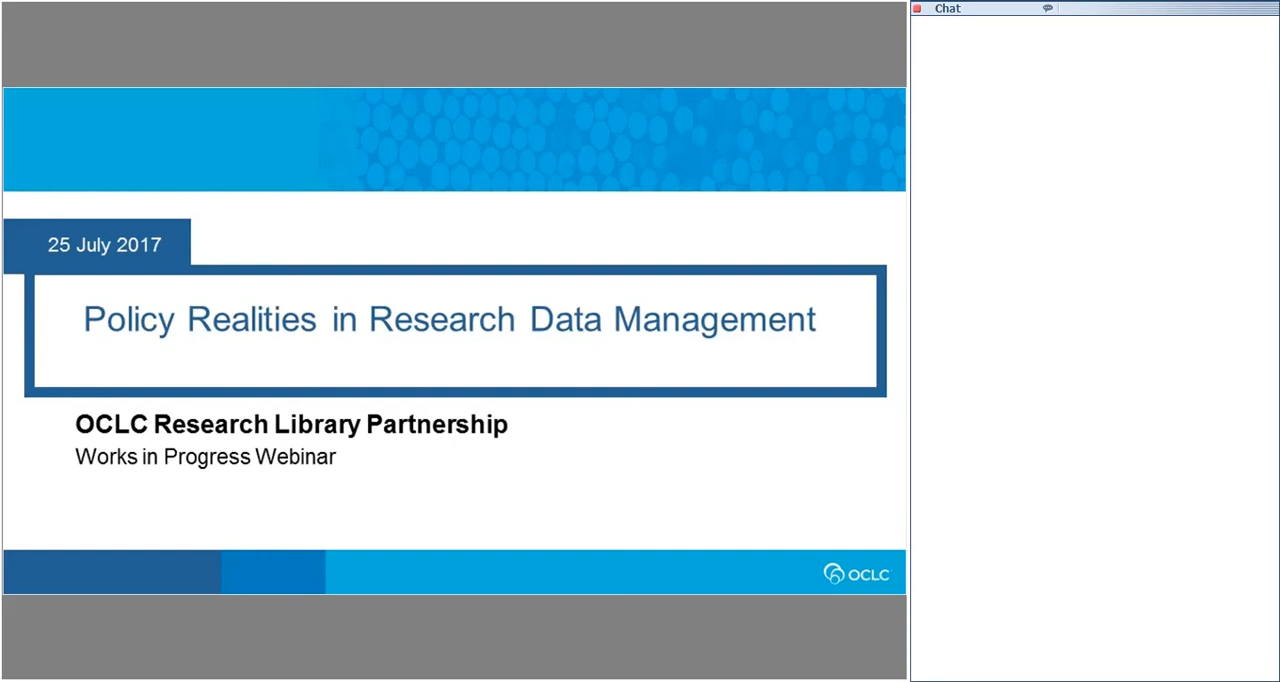 Chat
25 July 2017
Policy Realities in Research Data Management
OCLC Research Library Partnership
Works in Progress Webinar
OCLC